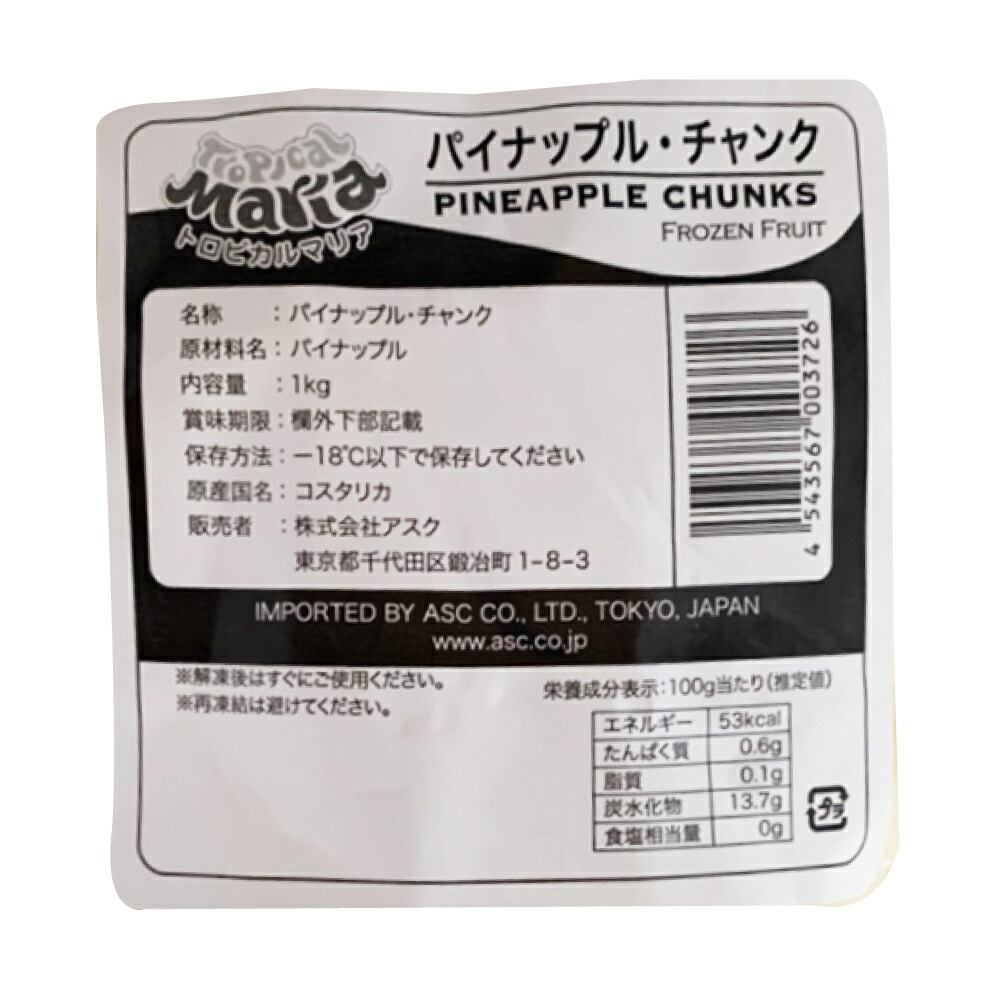 Tropical
Maria
トロピカルマリア
パイナップル・チャンク
PINEAPPLE CHUNKS
FROZEN FRUIT
名称 : パイナップル・チャンク
原材料名 : パイナップル
内容量 : 1kg
賞味期限 : 欄外下部記載
保存方法 : －18℃以下で保存してください
原産国名 : コスタリカ
販売者 : 株式会社アスク
東京都千代田区鍛冶町1-8-3
4 543567 003726
IMPORTED BY ASC CO., LTD., TOKYO, JAPAN
www.asc.co.jp
※解凍後はすぐにご使用ください。
※再凍結は避けてください。
栄養成分表示：100g当たり(推定値)
エネルギー 53kcal
たんぱく質 0.6g
脂質 0.1g
炭水化物 13.7g
食塩相当量 0g
プラ